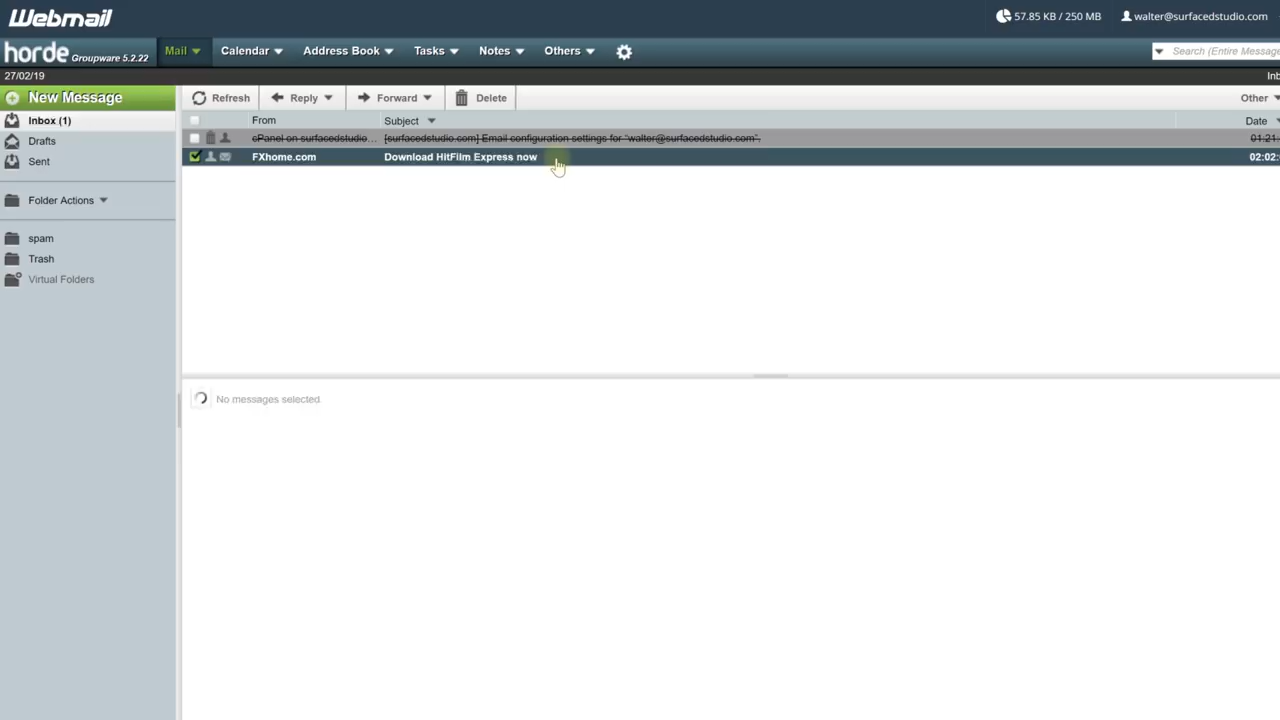 Webmail 57.85 KB / 250 MB walter@surfacedstudio.com
horde Groupware 5.2.22 Mail Calendar Address Book Tasks Notes Others Search (Entire Message
27/02/19 Inb
New Message Refresh Reply Forward Delete Other
Inbox (1) From Subject Date
cPanel on surfacedstudio... [surfacedstudio.com] Email configuration settings for “walter@surfacedstudio.com”. 01:21:
Drafts
FXhome.com Download HitFilm Express now 02:02:
Sent
Folder Actions
spam
Trash
Virtual Folders
No messages selected.